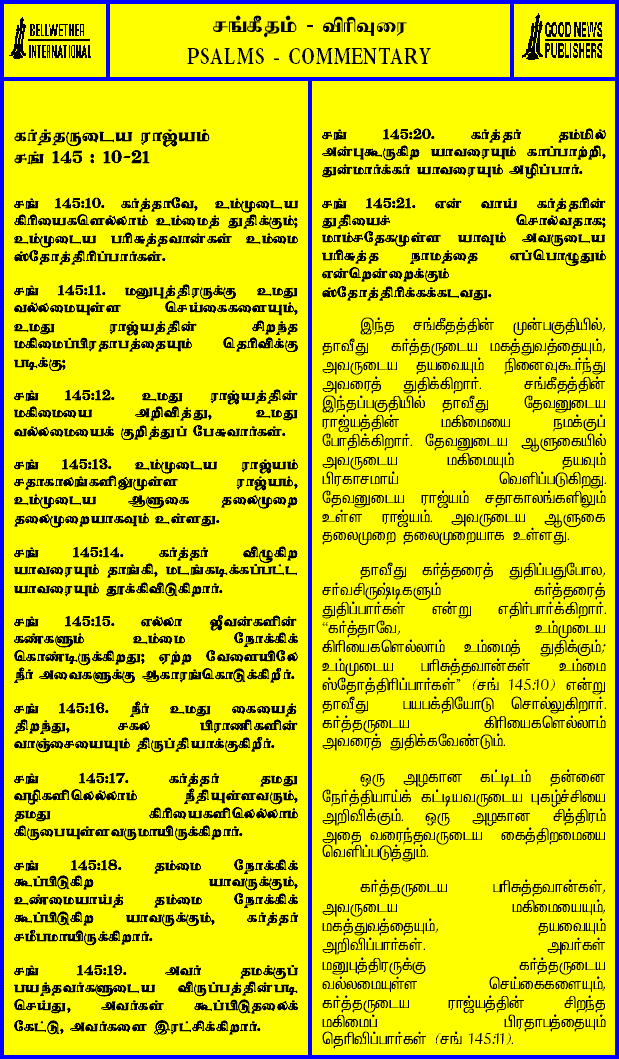 BELLWETHER
INTERNATIONAL
சங்கீதம் - விரிவுரை
PSALMS - COMMENTARY
GOOD NEWS
PUBLISHERS
கர்த்தருடைய ராஜ்யம்
சங் 145 : 10-21
சங் 145:10. கர்த்தாவே, உம்முடைய
கிரியைகளெல்லாம் உம்மைத் துதிக்கும்;
உம்முடைய பரிசுத்தவான்கள் உம்மை
ஸ்தோத்திரிப்பார்கள்.
சங் 145:11. மனுபுத்திரருக்கு உமது
வல்லமையுள்ள செய்கைகளையும்,
உமது ராஜ்யத்தின் சிறந்த
மகிமைப்பிரதாபத்தையும் தெரிவிக்கு
படிக்கு;
சங் 145:12. உமது ராஜ்யத்தின்
மகிமையை அறிவித்து, உமது
வல்லமையைக் குறித்துப் பேசுவார்கள்.
சங் 145:13. உம்முடைய ராஜ்யம்
சதாகாலங்களிலுமுள்ள ராஜ்யம்,
உம்முடைய ஆளுகை தலைமுறை
தலைமுறையாகவும் உள்ளது.
சங் 145:14. கர்த்தர் விழுகிற
யாவரையும் தாங்கி, மடங்கடிக்கப்பட்ட
யாவரையும் தூக்கிவிடுகிறார்.
சங் 145:15. எல்லா ஜீவன்களின்
கண்களும் உம்மை நோக்கிக்
கொண்டிருக்கிறது; ஏற்ற வேளையிலே
நீர் அவைகளுக்கு ஆகாரங்கொடுக்கிறீர்.
சங் 145:16. நீர் உமது கையைத்
திறந்து, சகல பிராணிகளின்
வாஞ்சையையும் திருப்தியாக்குகிறீர்.
சங் 145:17. கர்த்தர் தமது
வழிகளிலெல்லாம் நீதியுள்ளவரும்,
தமது கிரியைகளிலெல்லாம்
கிருபையுள்ளவருமாயிருக்கிறார்.
சங் 145:18. தம்மை நோக்கிக்
கூப்பிடுகிற யாவருக்கும்,
உண்மையாய்த் தம்மை நோக்கிக்
கூப்பிடுகிற யாவருக்கும், கர்த்தர்
சமீபமாயிருக்கிறார்.
சங் 145:19. அவர் தமக்குப்
பயந்தவர்களுடைய விருப்பத்தின்படி
செய்து, அவர்கள் கூப்பிடுதலைக்
கேட்டு, அவர்களை இரட்சிக்கிறார்.
சங் 145:20. கர்த்தர் தம்மில்
அன்புகூருகிற யாவரையும் காப்பாற்றி,
துன்மார்க்கர் யாவரையும் அழிப்பார்.
சங் 145:21. என் வாய் கர்த்தரின்
துதியைச் சொல்வதாக;
மாம்சதேகமுள்ள யாவும் அவருடைய
பரிசுத்த நாமத்தை எப்பொழுதும்
என்றென்றைக்கும்
ஸ்தோத்திரிக்கக்கடவது.
இந்த சங்கீதத்தின் முன்பகுதியில்,
தாவீது கர்த்தருடைய மகத்துவத்தையும்,
அவருடைய தயவையும் நினைவுகூர்ந்து
அவரைத் துதிக்கிறார். சங்கீதத்தின்
இந்தப்பகுதியில் தாவீது தேவனுடைய
ராஜ்யத்தின் மகிமையை நமக்குப்
போதிக்கிறார். தேவனுடைய ஆளுகையில்
அவருடைய மகிமையும் தயவும்
பிரகாசமாய் வெளிப்படுகிறது.
தேவனுடைய ராஜ்யம் சதாகாலங்களிலும்
உள்ள ராஜ்யம். அவருடைய ஆளுகை
தலைமுறை தலைமுறையாக உள்ளது.
தாவீது கர்த்தரைத் துதிப்பதுபோல,
சர்வசிருஷ்டிகளும் கர்த்தரைத்
துதிப்பார்கள் என்று எதிர்பார்க்கிறார்.
“கர்த்தாவே, உம்முடைய
கிரியைகளெல்லாம் உம்மைத் துதிக்கும்;
உம்முடைய பரிசுத்தவான்கள் உம்மை
ஸ்தோத்திரிப்பார்கள்” (சங் 145:10) என்று
தாவீது பயபக்தியோடு சொல்லுகிறார்.
கர்த்தருடைய கிரியைகளெல்லாம்
அவரைத் துதிக்கவேண்டும்.
ஒரு அழகான கட்டிடம் தன்னை
நேர்த்தியாய்க் கட்டியவருடைய புகழ்ச்சியை
அறிவிக்கும். ஒரு அழகான சித்திரம்
அதை வரைந்தவருடைய கைத்திறமையை
வெளிப்படுத்தும்.
கர்த்தருடைய பரிசுத்தவான்கள்,
அவருடைய மகிமையையும்,
மகத்துவத்தையும், தயவையும்
அறிவிப்பார்கள். அவர்கள்
மனுபுத்திரருக்கு கர்த்தருடைய
வல்லமையுள்ள செய்கைகளையும்,
கர்த்தருடைய ராஜ்யத்தின் சிறந்த
மகிமைப் பிரதாபத்தையும்
தெரிவிப்பார்கள் (சங் 145:11).